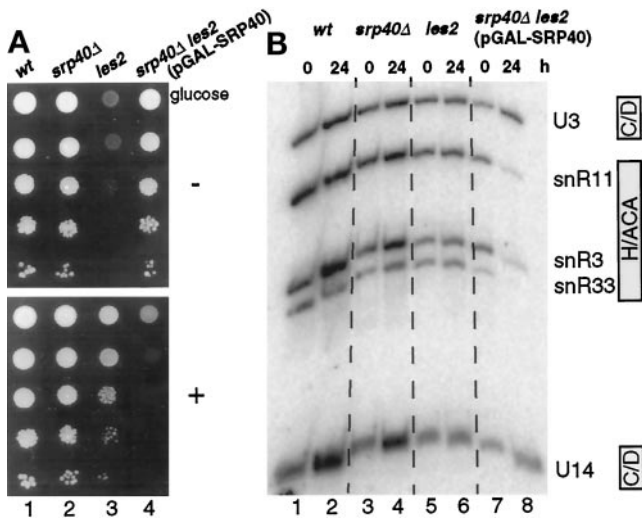 A
wt
srp40Δ
les2
srp40Δ les2
(pGAL-SRP40)
glucose
-
+
1 2 3 4
B
wt srp40Δ les2 srp40Δ les2
(pGAL-SRP40)
0 24 0 24 0 24 0 24 h
U3
C/D
snR11
H/ACA
snR3
snR33
U14
C/D
1 2 3 4 5 6 7 8